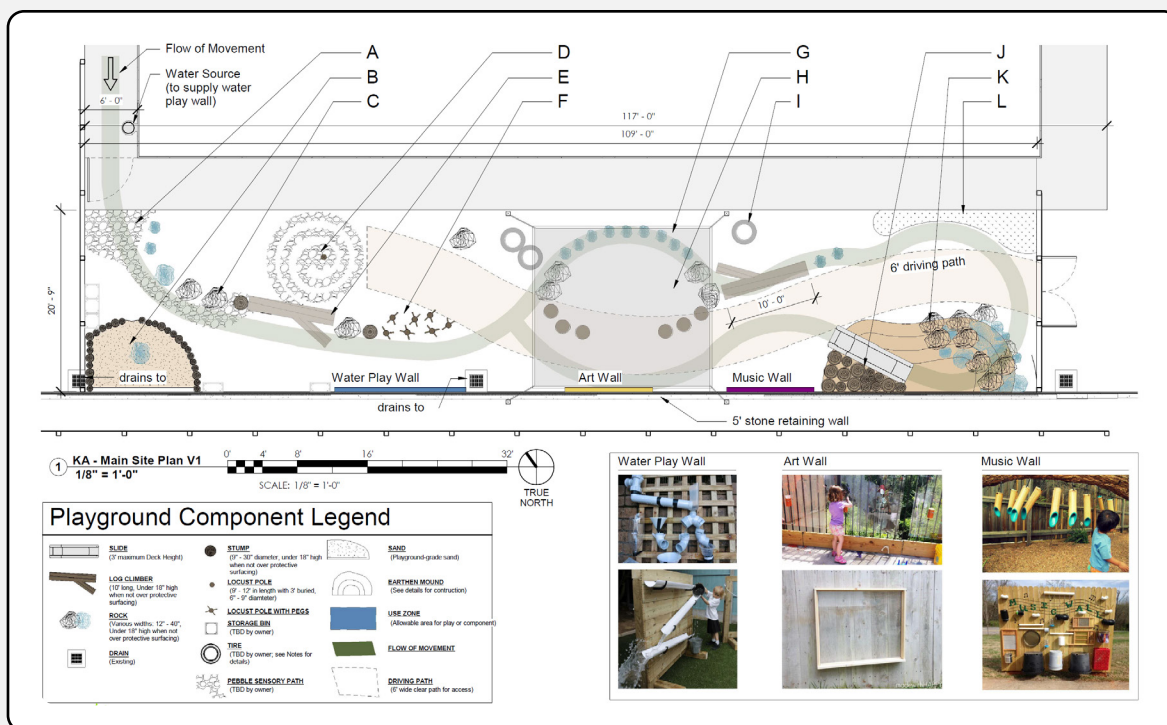 Flow of Movement
Water Source
(to supply water
play wall)
A
B
C
D
E
F
G
H
I
J
K
L
6' - 0"
117' - 0"
109' - 0"
20' - 9"
6' driving path
10' - 0"
drains to
Water Play Wall
drains to
Art Wall
Music Wall
5' stone retaining wall
1
KA - Main Site Plan V1
1/8" = 1'-0"
0' 4' 8' 16' 32'
SCALE: 1/8" = 1'-0"
TRUE
NORTH
Playground Component Legend
SLIDE
(3' maximum Deck Height)
LOG CLIMBER
(10' long, Under 18" high
when not over protective
surfacing)
ROCK
(Various widths: 12" - 40",
Under 18" high when not
over protective surfacing)
DRAIN
(Existing)
STUMP
(9" - 30" diameter, under 18" high
when not over protective
surfacing)
LOCUST POLE
(9' - 12' in length with 3' buried,
6" - 9" diamteter)
LOCUST POLE WITH PEGS
STORAGE BIN
(TBD by owner)
TIRE
(TBD by owner; see Notes for
details)
PEBBLE SENSORY PATH
(TBD by owner)
SAND
(Playground-grade sand)
EARTHEN MOUND
(See details for contruction)
USE ZONE
(Allowable area for play or component)
FLOW OF MOVEMENT
DRIVING PATH
(6' wide clear path for access)
Water Play Wall
Art Wall
Music Wall
MUSIC WALL